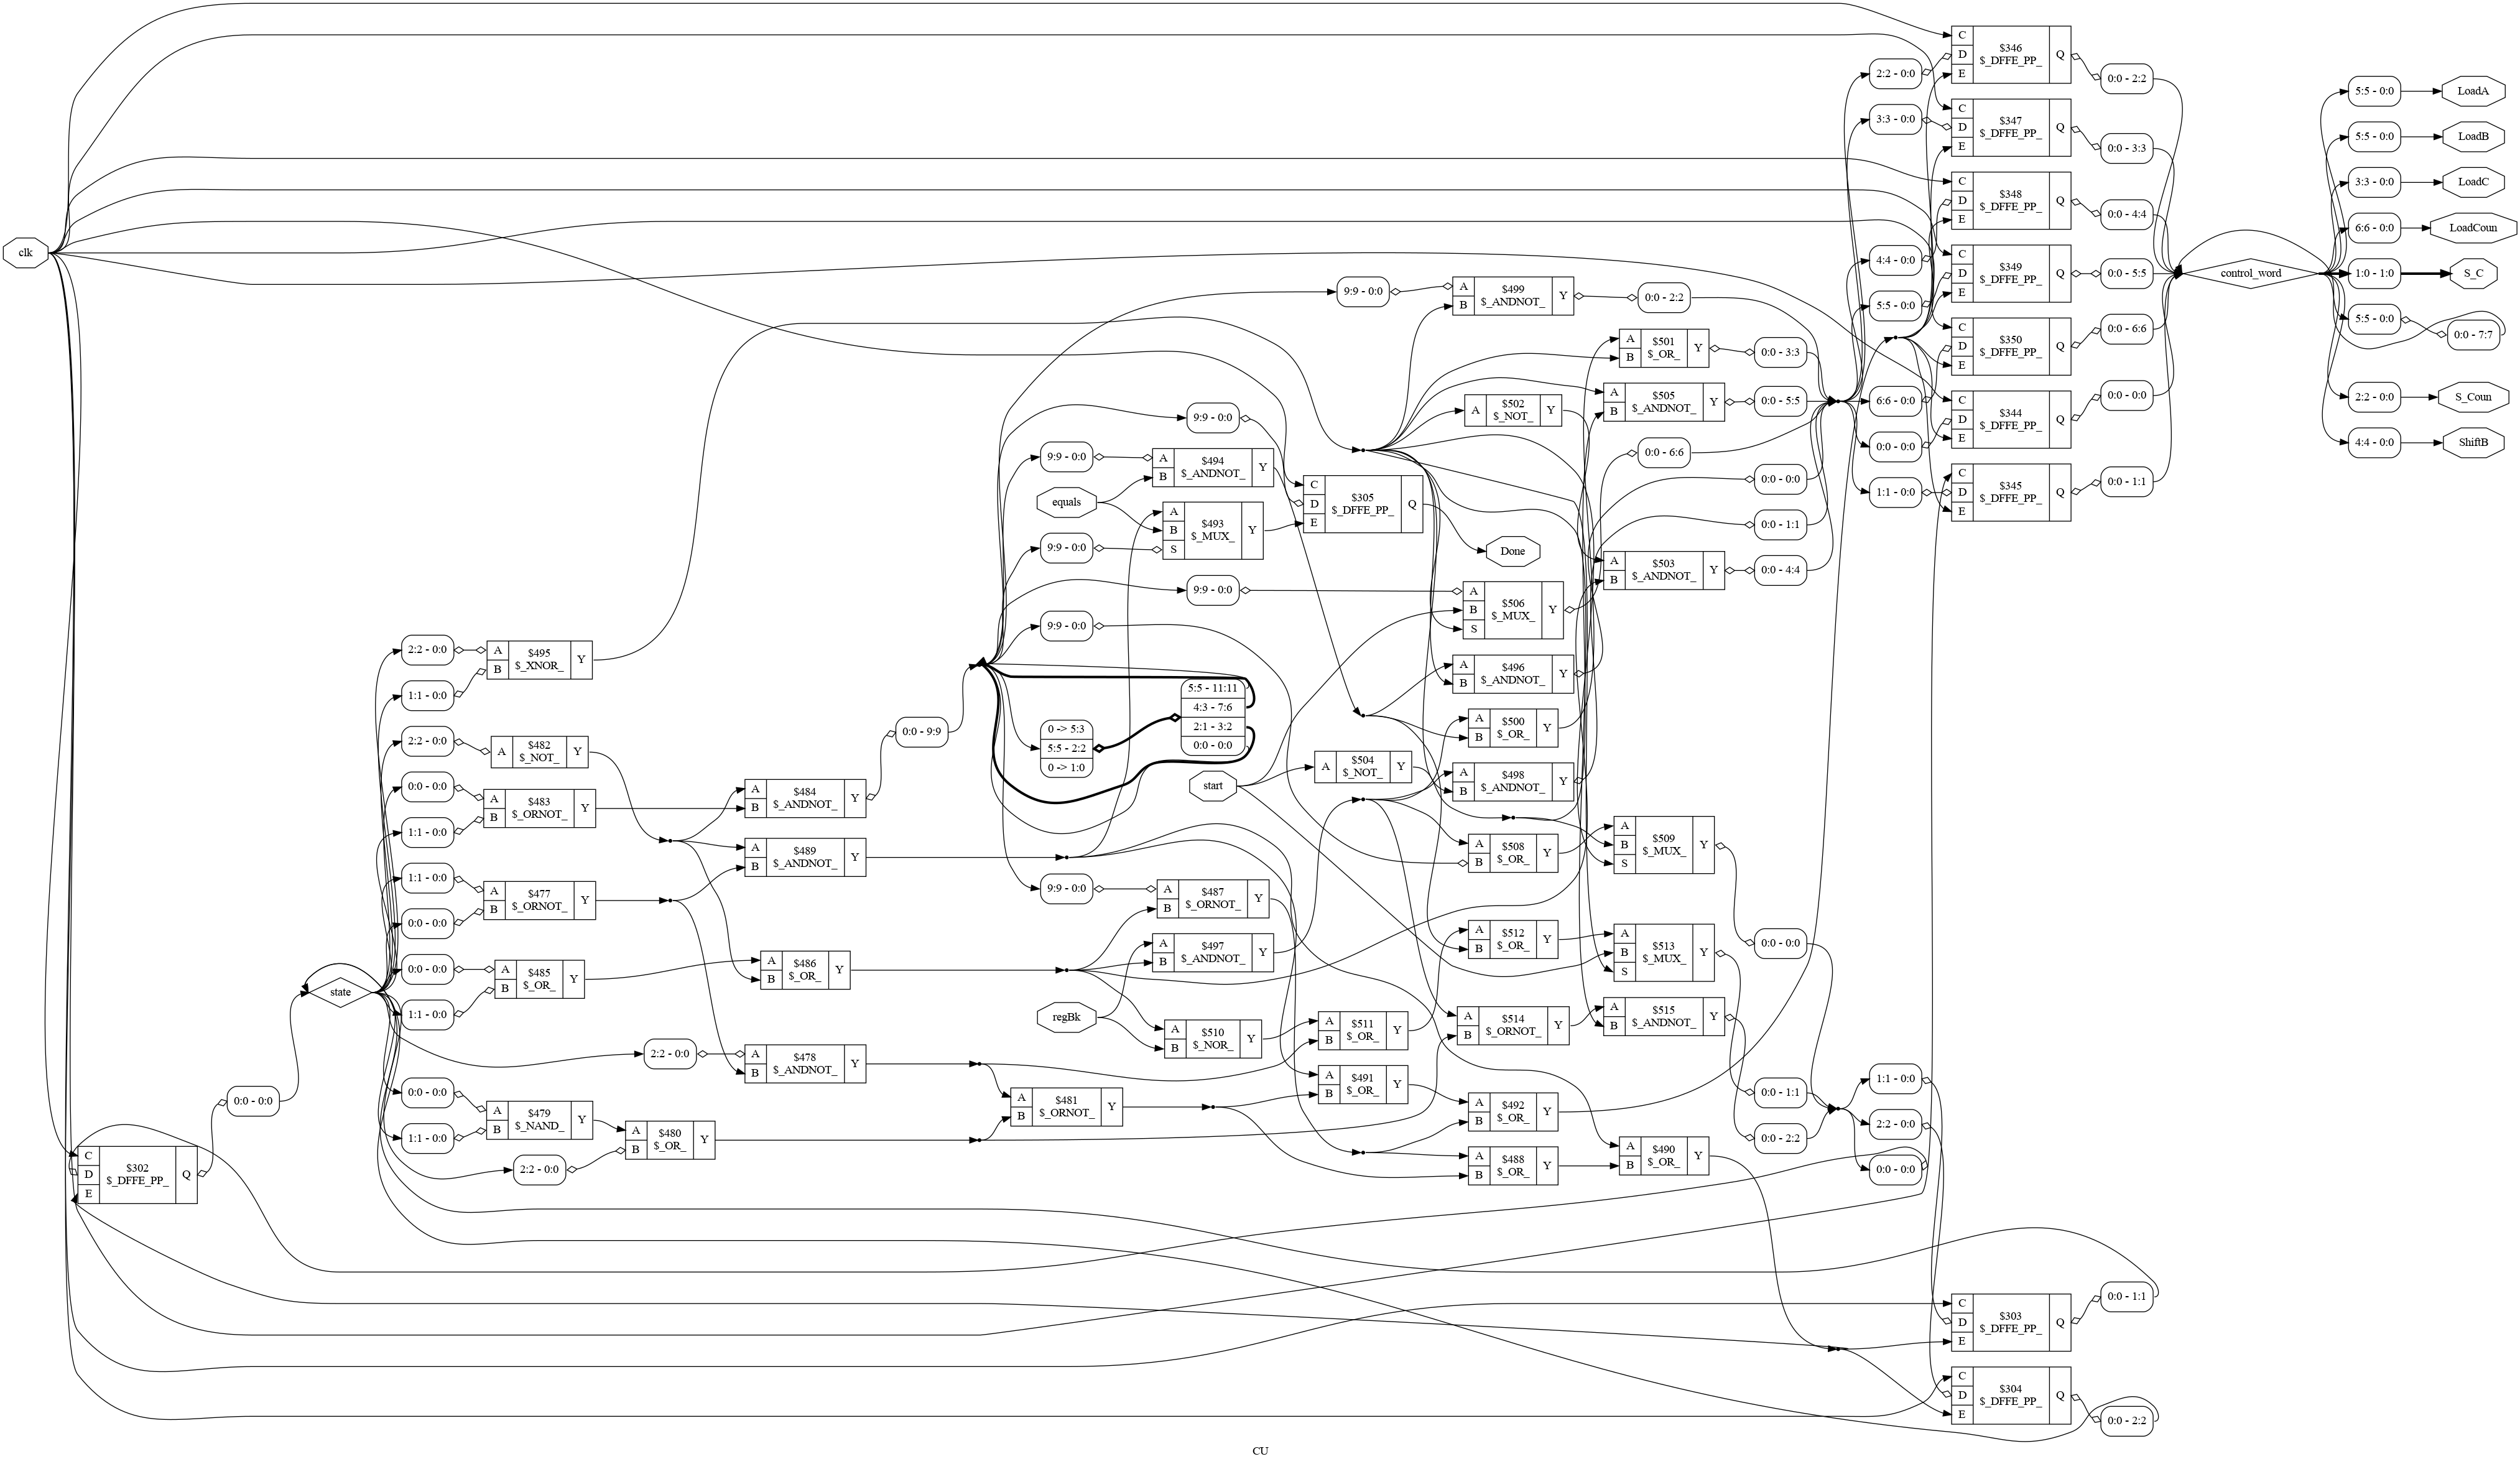 clk
C
D
E
$346
$_DFFE_PP_
Q
2:2 - 0:0
0:0 - 2:2
C
D
E
$347
$_DFFE_PP_
Q
3:3 - 0:0
0:0 - 3:3
C
D
E
$348
$_DFFE_PP_
Q
4:4 - 0:0
0:0 - 4:4
C
D
E
$349
$_DFFE_PP_
Q
5:5 - 0:0
0:0 - 5:5
C
D
E
$350
$_DFFE_PP_
Q
6:6 - 0:0
0:0 - 6:6
C
D
E
$344
$_DFFE_PP_
Q
0:0 - 0:0
0:0 - 0:0
C
D
E
$345
$_DFFE_PP_
Q
1:1 - 0:0
0:0 - 1:1
control_word
5:5 - 0:0
LoadA
5:5 - 0:0
LoadB
3:3 - 0:0
LoadC
6:6 - 0:0
LoadCoun
1:0 - 1:0
S_C
5:5 - 0:0
0:0 - 7:7
2:2 - 0:0
S_Coun
4:4 - 0:0
ShiftB
9:9 - 0:0
A
B
$499
$_ANDNOT_
Y
0:0 - 2:2
A
B
$501
$_OR_
Y
0:0 - 3:3
A
B
$505
$_ANDNOT_
Y
0:0 - 5:5
A
$502
$_NOT_
Y
0:0 - 6:6
0:0 - 0:0
0:0 - 1:1
A
B
$503
$_ANDNOT_
Y
0:0 - 4:4
9:9 - 0:0
9:9 - 0:0
A
B
$494
$_ANDNOT_
Y
equals
A
B
S
$493
$_MUX_
Y
9:9 - 0:0
C
D
E
$305
$_DFFE_PP_
Q
Done
9:9 - 0:0
A
B
S
$506
$_MUX_
Y
9:9 - 0:0
A
B
$496
$_ANDNOT_
Y
A
B
$500
$_OR_
Y
A
B
$498
$_ANDNOT_
Y
0 -> 5:3
5:5 - 2:2
0 -> 1:0
5:5 - 11:11
4:3 - 7:6
2:1 - 3:2
0:0 - 0:0
start
A
$504
$_NOT_
Y
A
B
$508
$_OR_
Y
A
B
S
$509
$_MUX_
Y
0:0 - 0:0
2:2 - 0:0
1:1 - 0:0
A
B
$495
$_XNOR_
Y
2:2 - 0:0
A
$482
$_NOT_
Y
0:0 - 9:9
0:0 - 0:0
1:1 - 0:0
A
B
$483
$_ORNOT_
Y
A
B
$484
$_ANDNOT_
Y
A
B
$489
$_ANDNOT_
Y
1:1 - 0:0
0:0 - 0:0
A
B
$477
$_ORNOT_
Y
9:9 - 0:0
A
B
$487
$_ORNOT_
Y
0:0 - 0:0
1:1 - 0:0
A
B
$485
$_OR_
Y
A
B
$486
$_OR_
Y
A
B
$497
$_ANDNOT_
Y
A
B
$512
$_OR_
Y
A
B
S
$513
$_MUX_
Y
state
regBk
A
B
$510
$_NOR_
Y
A
B
$511
$_OR_
Y
A
B
$514
$_ORNOT_
Y
A
B
$515
$_ANDNOT_
Y
2:2 - 0:0
A
B
$478
$_ANDNOT_
Y
A
B
$481
$_ORNOT_
Y
A
B
$491
$_OR_
Y
A
B
$492
$_OR_
Y
0:0 - 1:1
0:0 - 2:2
1:1 - 0:0
2:2 - 0:0
0:0 - 0:0
0:0 - 0:0
1:1 - 0:0
A
B
$479
$_NAND_
Y
2:2 - 0:0
A
B
$480
$_OR_
Y
A
B
$488
$_OR_
Y
A
B
$490
$_OR_
Y
C
D
E
$302
$_DFFE_PP_
Q
0:0 - 0:0
C
D
E
$303
$_DFFE_PP_
Q
0:0 - 1:1
C
D
E
$304
$_DFFE_PP_
Q
0:0 - 2:2
CU